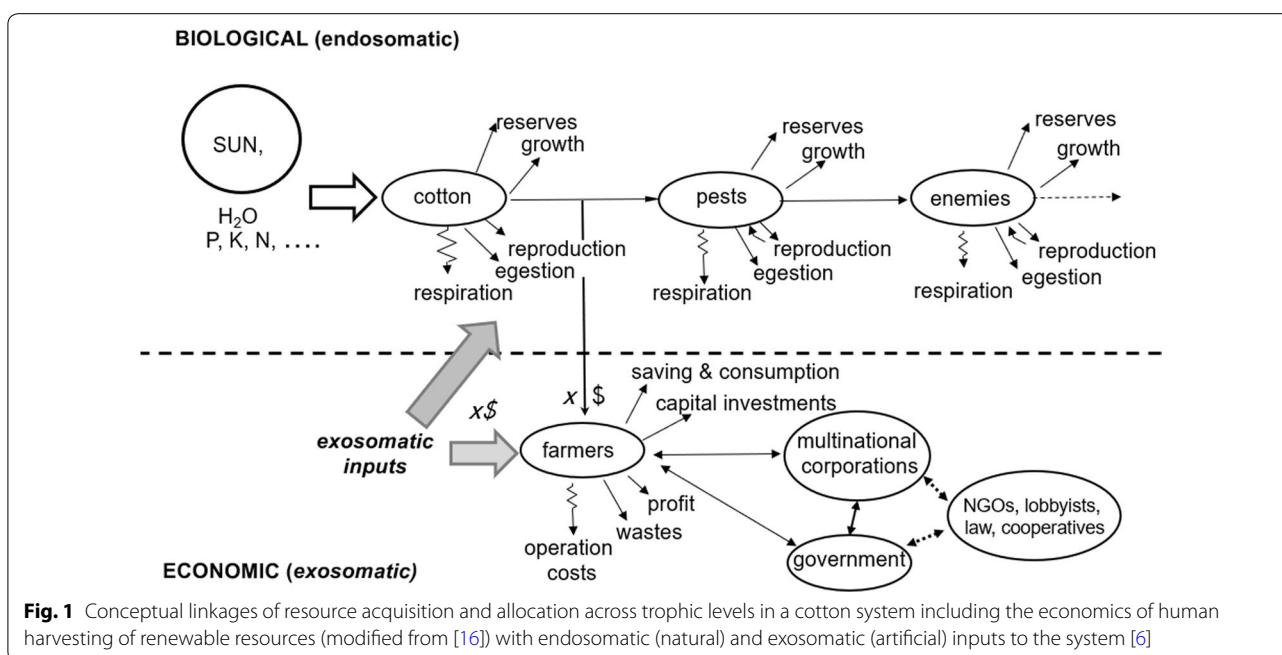 BIOLOGICAL (endosomatic)
SUN,
H₂O
P, K, N, ....
cotton
reserves
growth
reproduction
egestion
respiration
pests
reserves
growth
reproduction
egestion
respiration
enemies
reserves
growth
reproduction
egestion
respiration
exosomatic
inputs
x$
x $
farmers
saving & consumption
capital investments
profit
wastes
operation
costs
multinational
corporations
government
NGOs, lobbyists,
law, cooperatives
ECONOMIC (exosomatic)
Fig. 1 Conceptual linkages of resource acquisition and allocation across trophic levels in a cotton system including the economics of human
harvesting of renewable resources (modified from [16]) with endosomatic (natural) and exosomatic (artificial) inputs to the system [6]